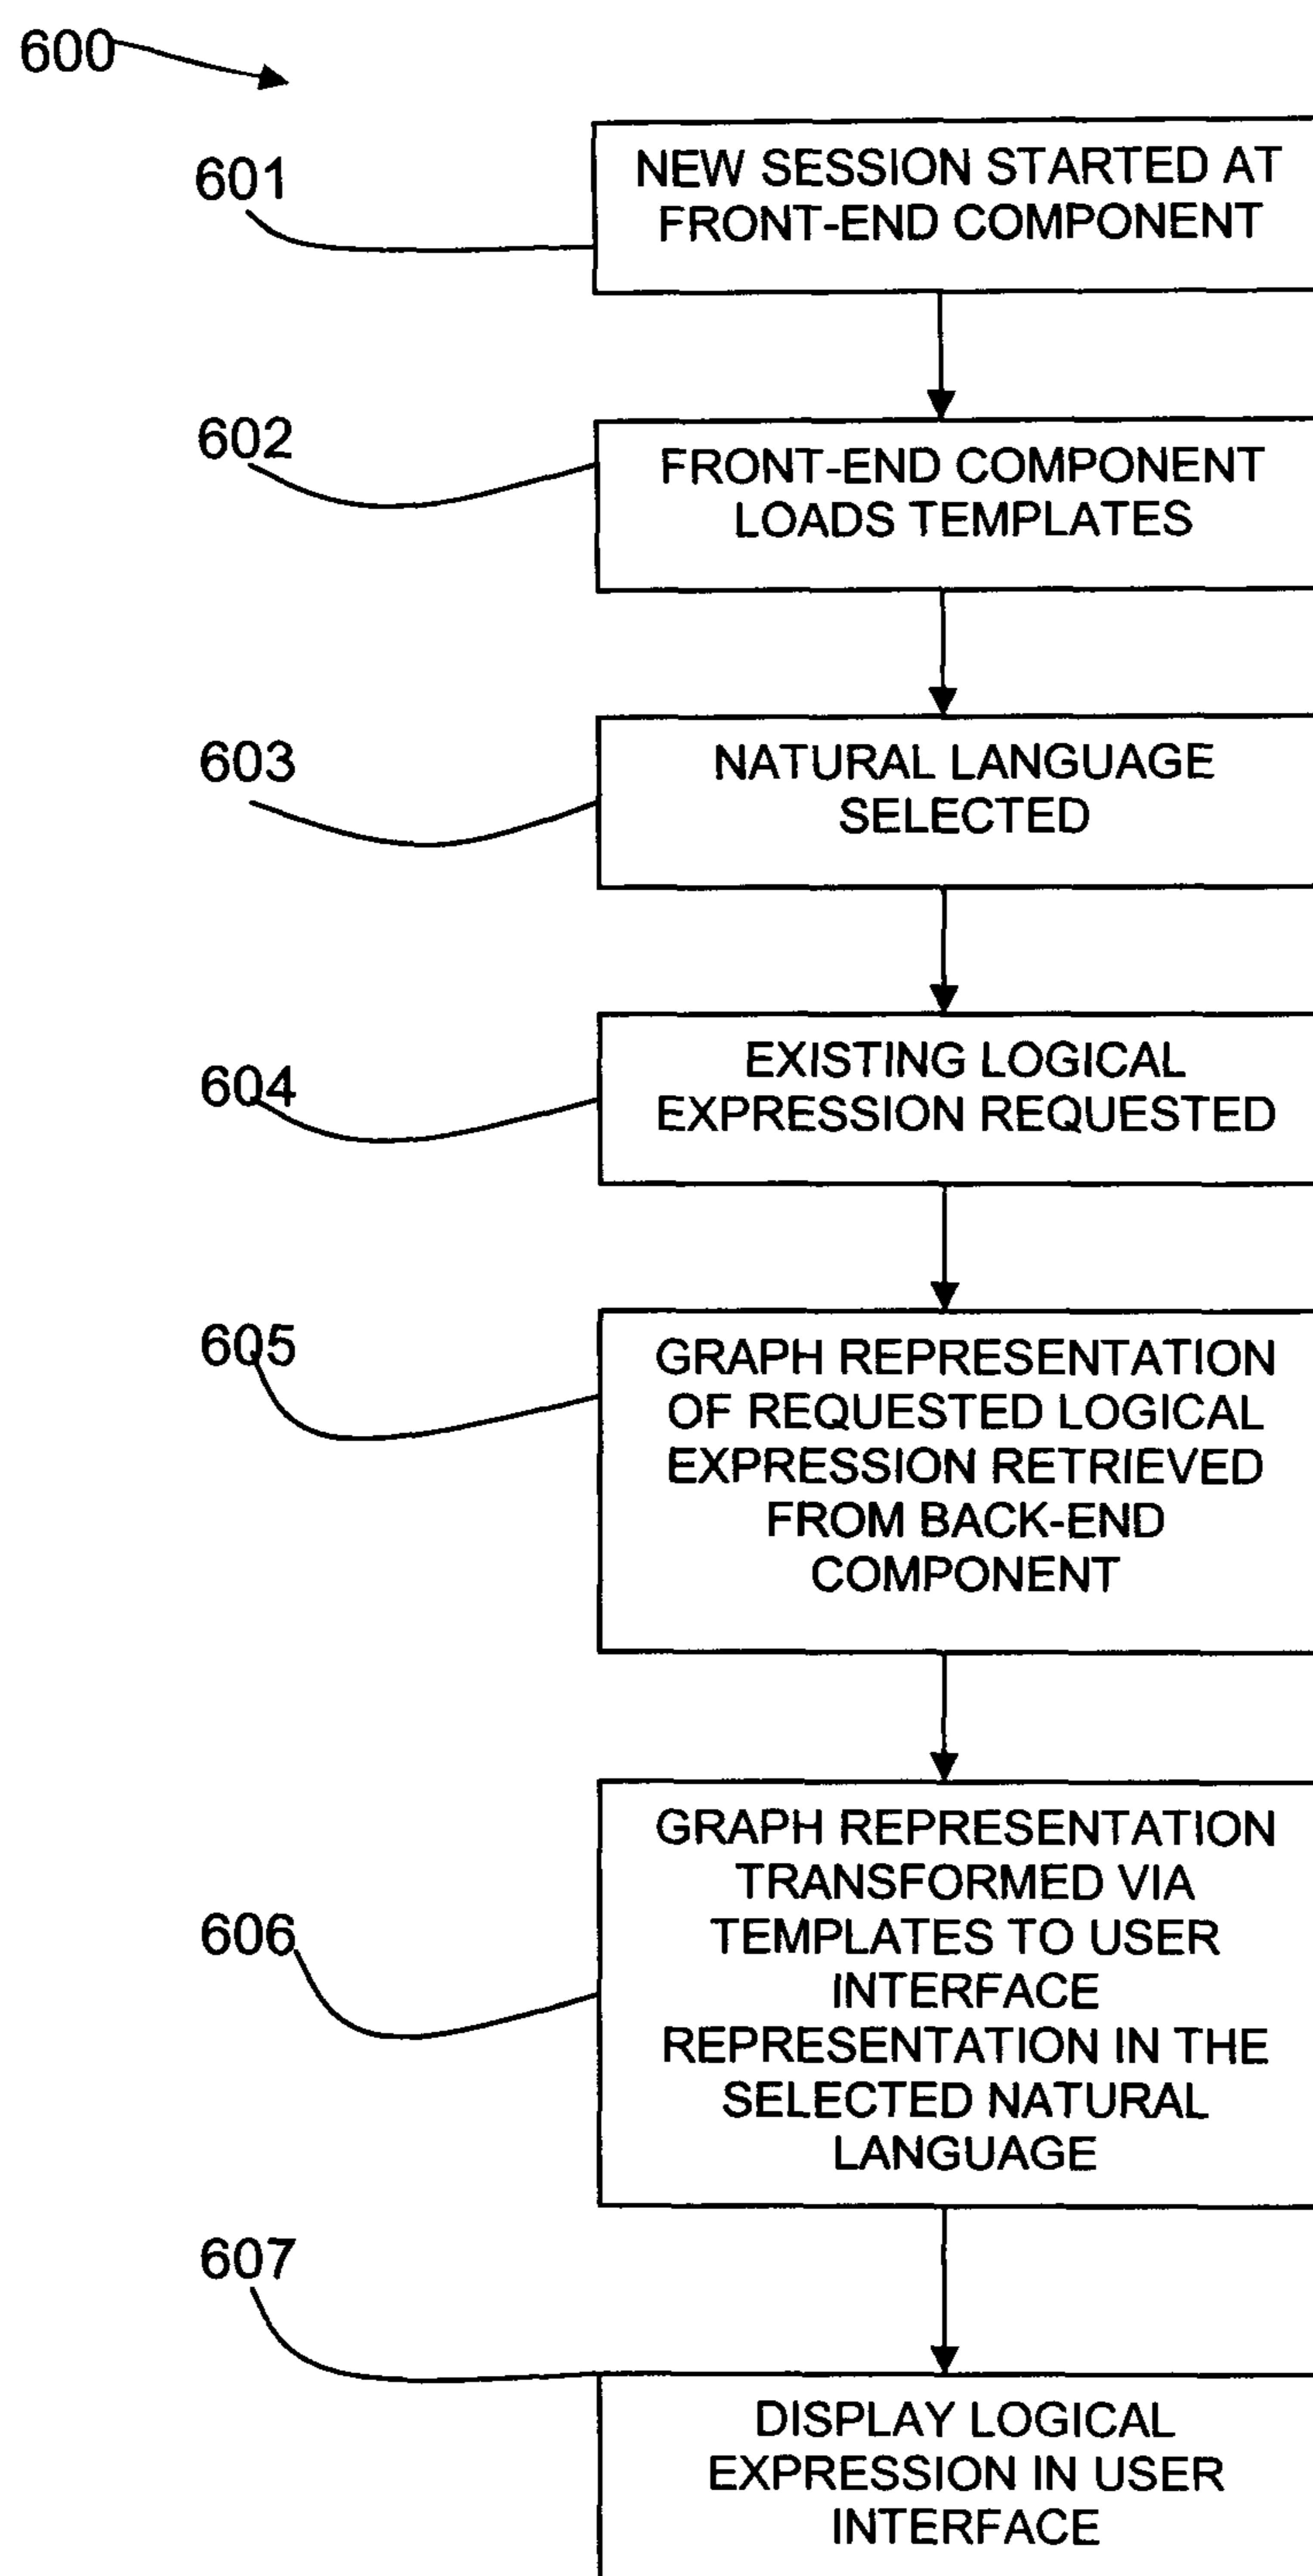 600
601
NEW SESSION STARTED AT
FRONT-END COMPONENT
602
FRONT-END COMPONENT
LOADS TEMPLATES
603
NATURAL LANGUAGE
SELECTED
604
EXISTING LOGICAL
EXPRESSION REQUESTED
605
GRAPH REPRESENTATION
OF REQUESTED LOGICAL
EXPRESSION RETRIEVED
FROM BACK-END
COMPONENT
606
GRAPH REPRESENTATION
TRANSFORMED VIA
TEMPLATES TO USER
INTERFACE
REPRESENTATION IN THE
SELECTED NATURAL
LANGUAGE
607
DISPLAY LOGICAL
EXPRESSION IN USER
INTERFACE